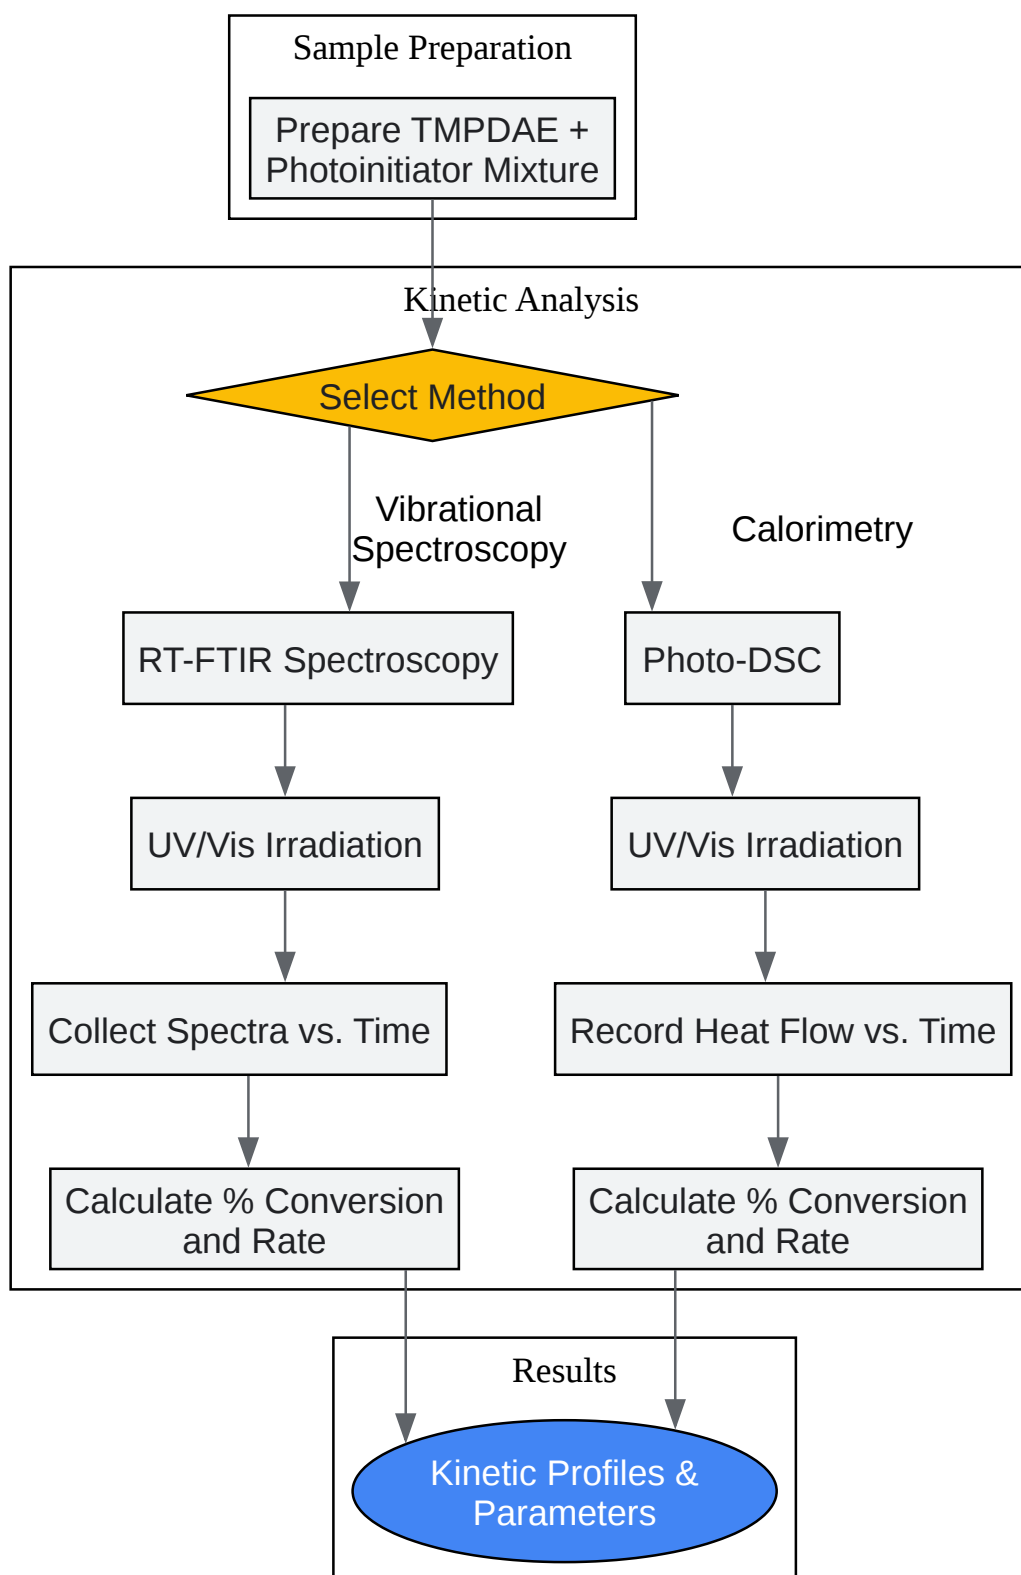 Sample Preparation
Prepare TMPDAE +
Photoinitiator Mixture
Kinetic Analysis
Select Method
Vibrational
Spectroscopy
Calorimetry
RT-FTIR Spectroscopy
Photo-DSC
UV/Vis Irradiation
UV/Vis Irradiation
Collect Spectra vs. Time
Record Heat Flow vs. Time
Calculate % Conversion
and Rate
Calculate % Conversion
and Rate
Results
Kinetic Profiles &
Parameters